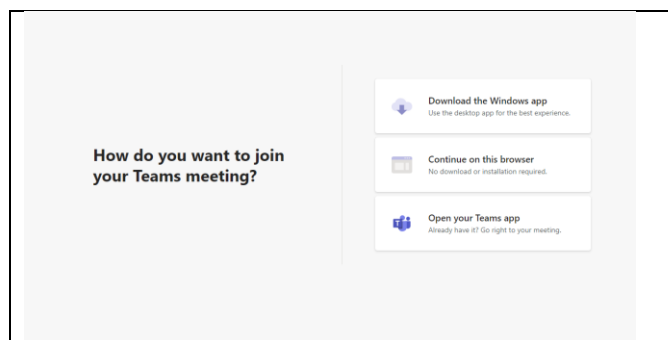 How do you want to join
your Teams meeting?
Download the Windows app
Use the desktop app for the best experience.
Continue on this browser
No download or installation required.
Open your Teams app
Already have it? Go right to your meeting.